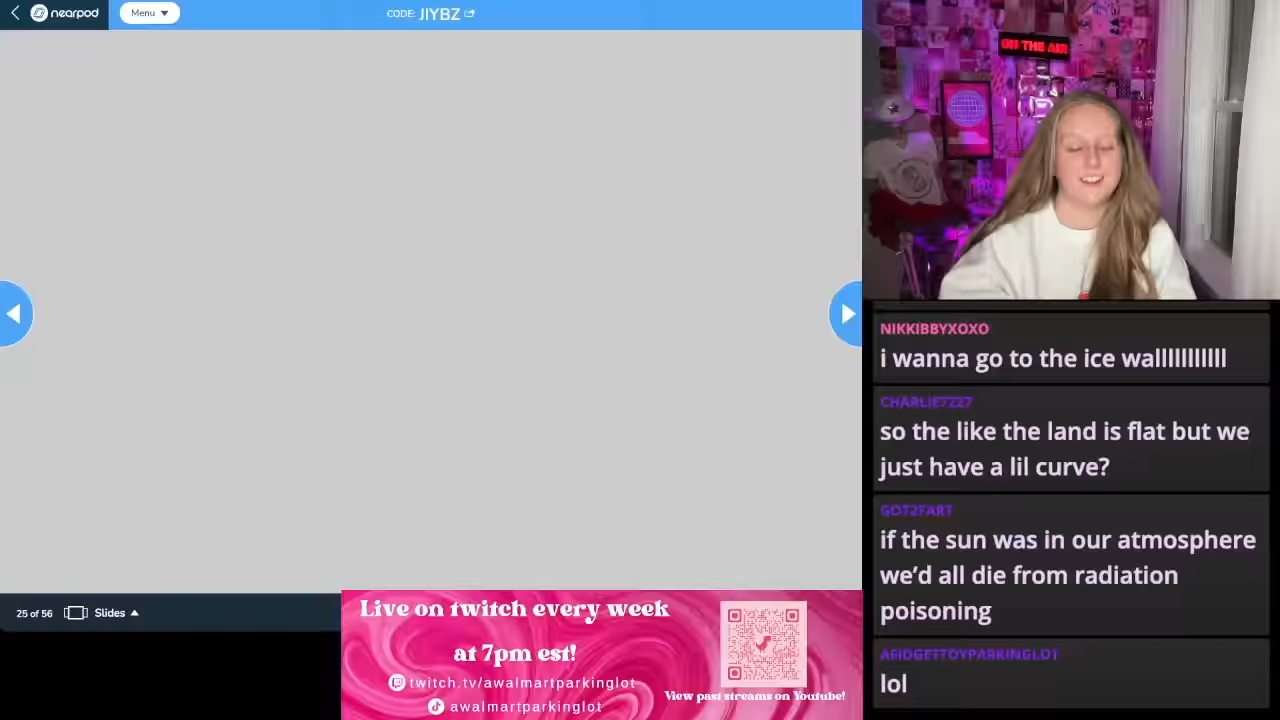 nearpod
Menu
CODE: JIYBZ
ON THE AIR
NIKKIBBYXOXO
i wanna go to the ice walllllllllll
CHARLIE7227
so the like the land is flat but we
just have a lil curve?
GOT2FART
if the sun was in our atmosphere
we'd all die from radiation
poisoning
AFIDGETTOYPARKINGLOT
lol
25 of 56
Slides
Live on twitch every week
at 7pm est!
twitch.tv/awalmartparkinglot
awalmartparkinglot
View past streams on Youtube!